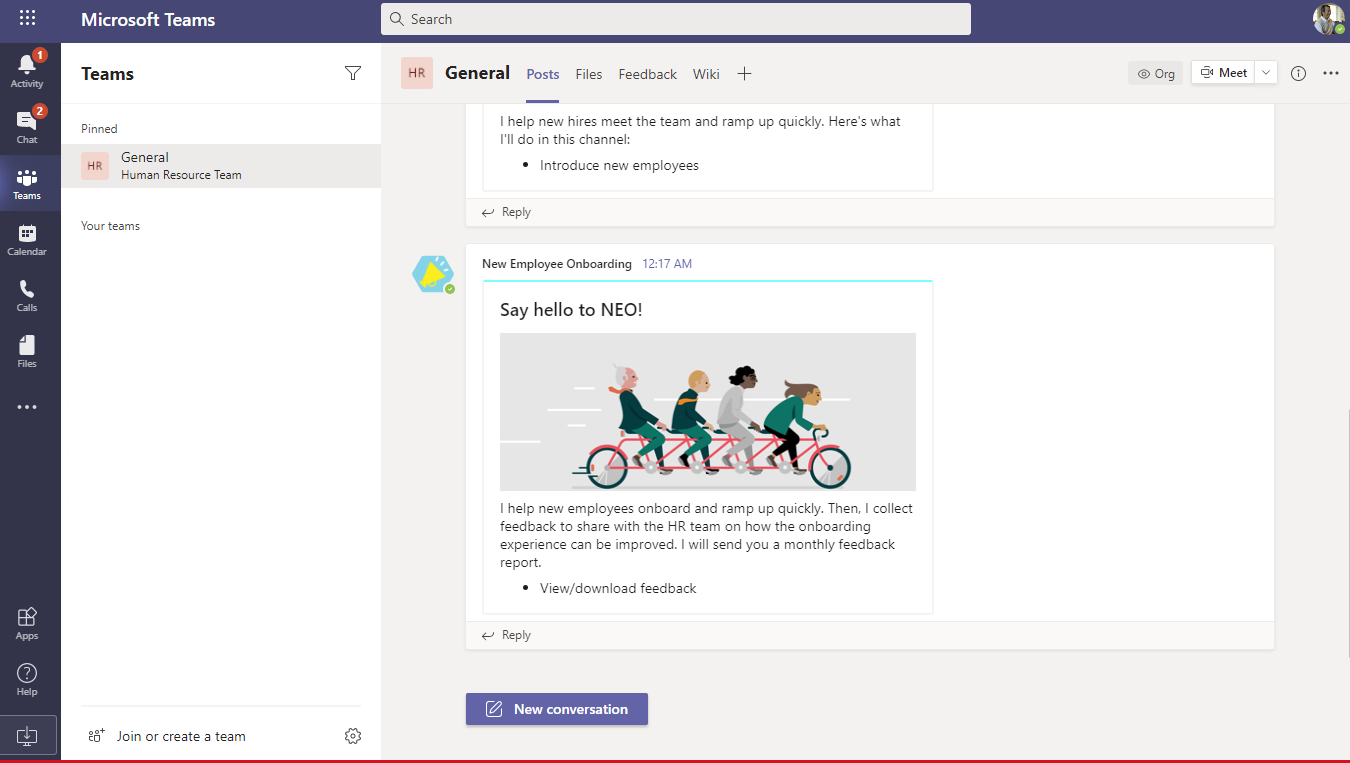 Microsoft Teams
Search
1
Activity
2
Chat
Teams
Calendar
Calls
Files
Apps
Help
Teams
Pinned
HR
General
Human Resource Team
Your teams
Join or create a team
HR
General
Posts
Files
Feedback
Wiki
Org
Meet
I help new hires meet the team and ramp up quickly. Here's what
I'll do in this channel:
• Introduce new employees
Reply
New Employee Onboarding 12:17 AM
Say hello to NEO!
I help new employees onboard and ramp up quickly. Then, I collect
feedback to share with the HR team on how the onboarding
experience can be improved. I will send you a monthly feedback
report.
• View/download feedback
Reply
New conversation